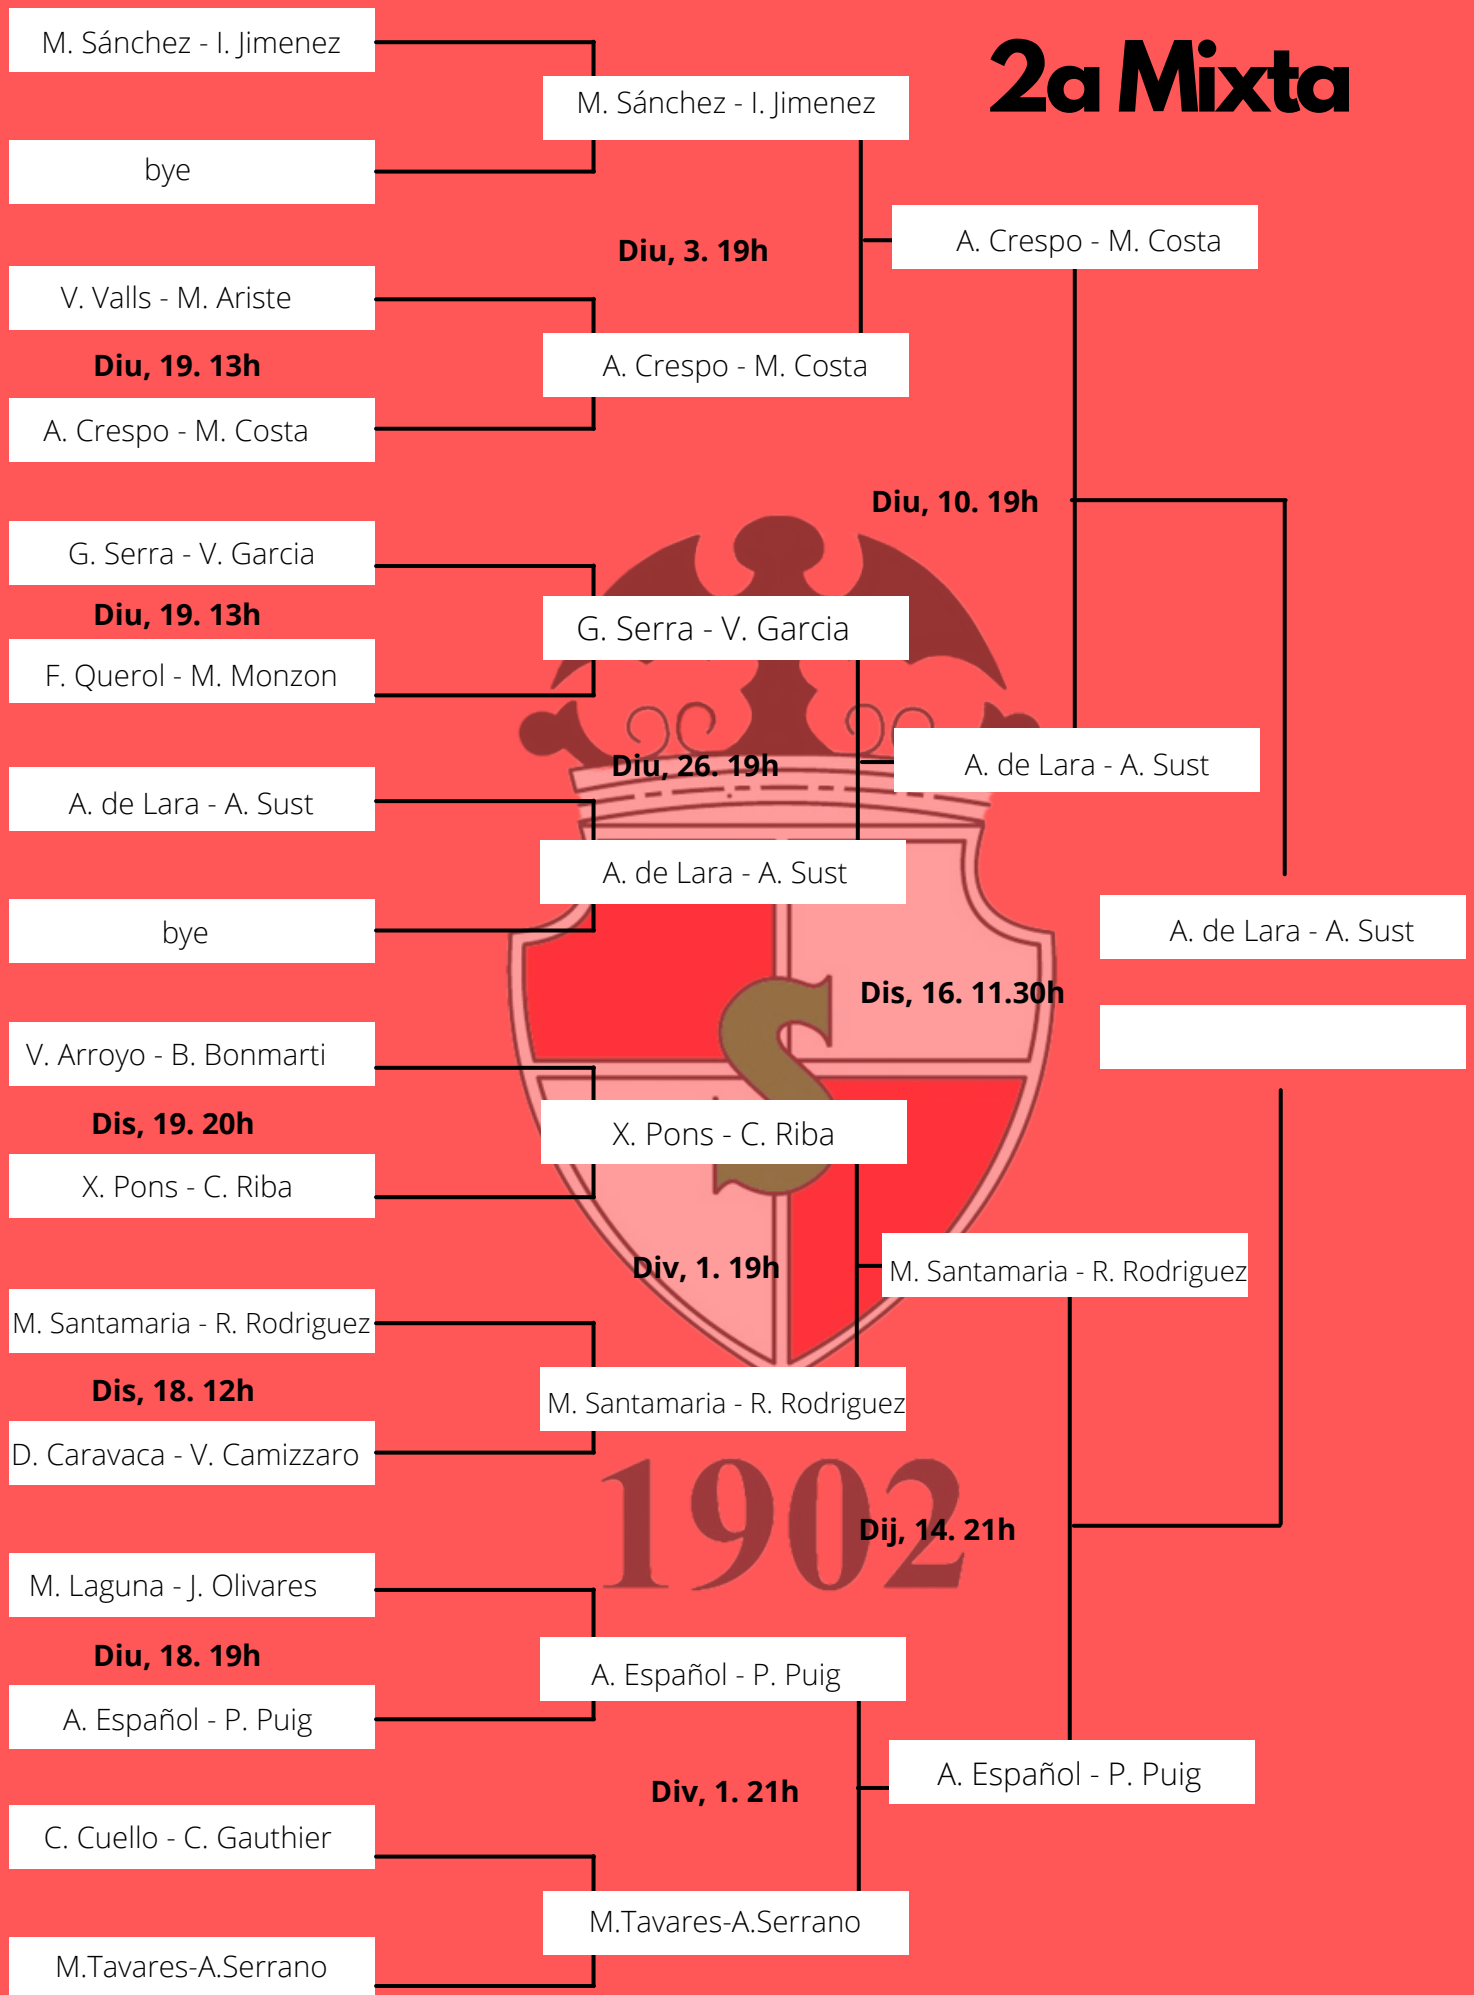 2a Mixta
M. Sánchez - I. Jimenez
bye
V. Valls - M. Ariste
Diu, 19. 13h
A. Crespo - M. Costa
G. Serra - V. Garcia
Diu, 19. 13h
F. Querol - M. Monzon
A. de Lara - A. Sust
bye
V. Arroyo - B. Bonmarti
Dis, 19. 20h
X. Pons - C. Riba
M. Santamaria - R. Rodriguez
Dis, 18. 12h
D. Caravaca - V. Camizzaro
M. Laguna - J. Olivares
Diu, 18. 19h
A. Español - P. Puig
C. Cuello - C. Gauthier
M.Tavares-A.Serrano
M. Sánchez - I. Jimenez
Diu, 3. 19h
A. Crespo - M. Costa
G. Serra - V. Garcia
Diu, 26. 19h
A. de Lara - A. Sust
X. Pons - C. Riba
Div, 1. 19h
M. Santamaria - R. Rodriguez
A. Español - P. Puig
Div, 1. 21h
M.Tavares-A.Serrano
A. Crespo - M. Costa
Diu, 10. 19h
A. de Lara - A. Sust
M. Santamaria - R. Rodriguez
Dij, 14. 21h
A. Español - P. Puig
A. de Lara - A. Sust
Dis, 16. 11.30h
S
1902